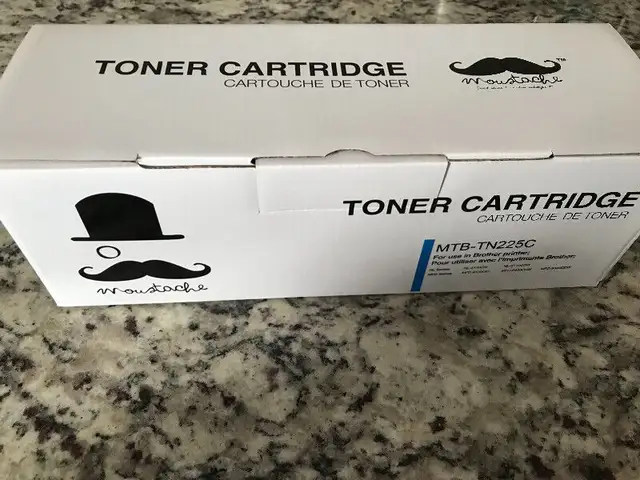 TONER CARTRIDGE
CARTOUCHE DE TONER
moustache
TM
TONER CARTRIDGE
CARTOUCHE DE TONER
MTB-TN225C
For use in Brother printer:
Pour utiliser avec l'imprimante Brother:
moustache